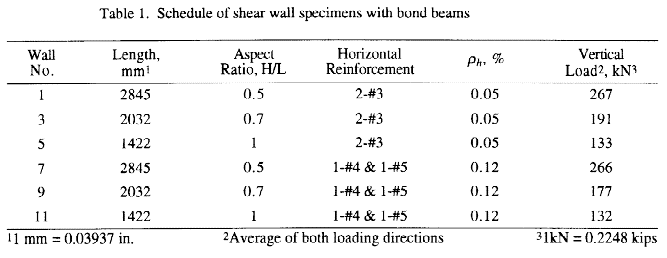 Table 1. Schedule of shear wall specimens with bond beams
Wall No. Length, mm¹ Aspect Ratio, H/L Horizontal Reinforcement ρh, % Vertical Load², kN³
1 2845 0.5 2-#3 0.05 267
3 2032 0.7 2-#3 0.05 191
5 1422 1 2-#3 0.05 133
7 2845 0.5 1-#4 & 1-#5 0.12 266
9 2032 0.7 1-#4 & 1-#5 0.12 177
11 1422 1 1-#4 & 1-#5 0.12 132
¹1 mm = 0.03937 in. ²Average of both loading directions ³1kN = 0.2248 kips